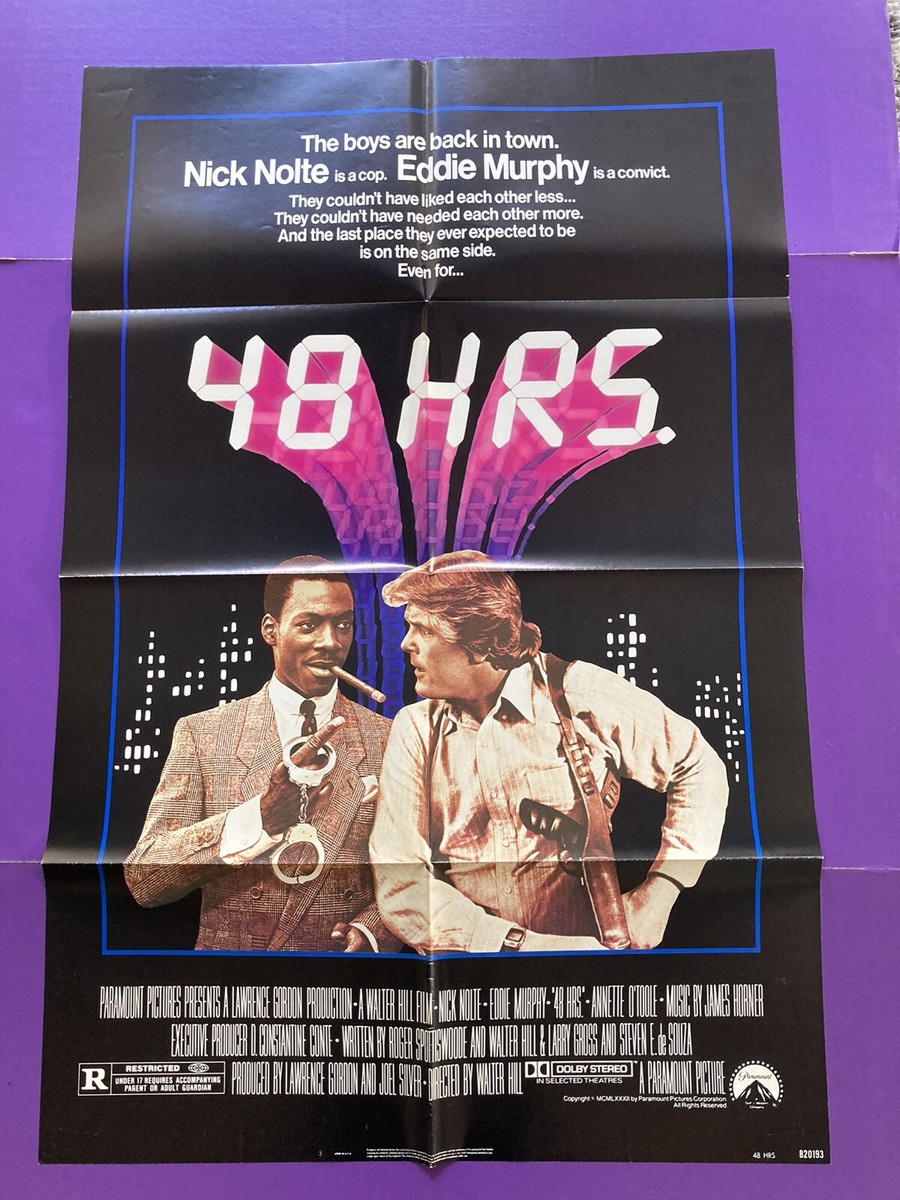 The boys are back in town.
Nick Nolte is a cop. Eddie Murphy is a convict.
They couldn't have liked each other less...
They couldn't have needed each other more.
And the last place they ever expected to be
is on the same side.
Even for...
48 HRS.
PARAMOUNT PICTURES PRESENTS A LAWRENCE GORDON PRODUCTION • A WALTER HILL FILM • NICK NOLTE • EDDIE MURPHY • "48 HRS." • ANNETTE O'TOOLE • MUSIC BY JAMES HORNER
EXECUTIVE PRODUCER D. CONSTANTINE CONTE • WRITTEN BY ROGER SPOTTISWOODE AND WALTER HILL & LARRY GROSS AND STEVEN E. de SOUZA
PRODUCED BY LAWRENCE GORDON AND JOEL SILVER • DIRECTED BY WALTER HILL
R RESTRICTED
UNDER 17 REQUIRES ACCOMPANYING
PARENT OR ADULT GUARDIAN
DOLBY STEREO
IN SELECTED THEATRES
A PARAMOUNT PICTURE
Copyright © MCMLXXXII by Paramount Pictures Corporation
All Rights Reserved
Paramount
48 HRS
820193